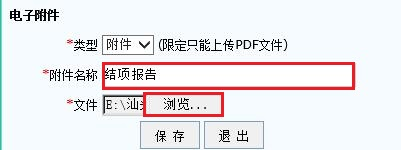 电子附件
*类型 附件 (限定只能上传PDF文件)
*附件名称 结项报告
*文件 E:\汕 浏览...
保存 退出